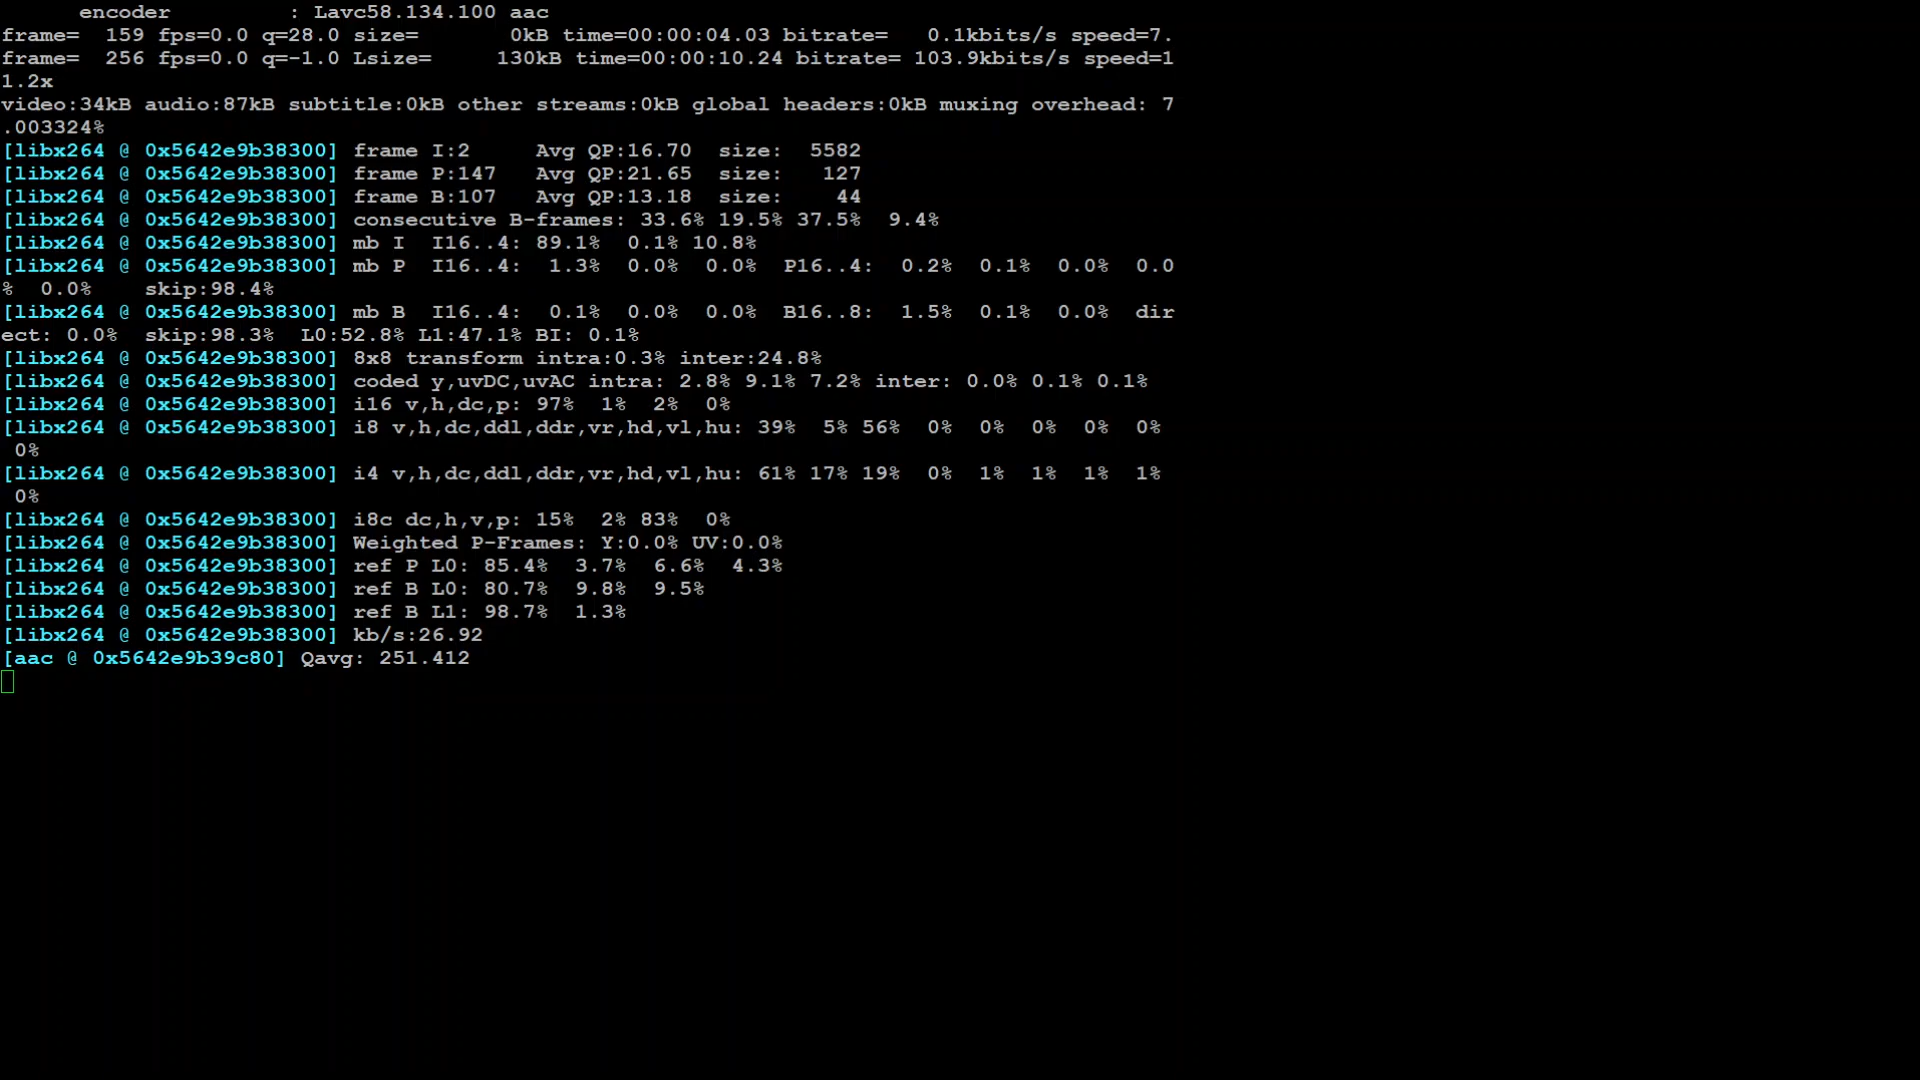 encoder         : Lavc58.134.100 aac
frame=  159 fps=0.0 q=28.0 size=       0kB time=00:00:04.03 bitrate=   0.1kbits/s speed=7.
frame=  256 fps=0.0 q=-1.0 Lsize=     130kB time=00:00:10.24 bitrate= 103.9kbits/s speed=1
1.2x
video:34kB audio:87kB subtitle:0kB other streams:0kB global headers:0kB muxing overhead: 7
.003324%
[libx264 @ 0x5642e9b38300] frame I:2     Avg QP:16.70  size:  5582
[libx264 @ 0x5642e9b38300] frame P:147   Avg QP:21.65  size:   127
[libx264 @ 0x5642e9b38300] frame B:107   Avg QP:13.18  size:    44
[libx264 @ 0x5642e9b38300] consecutive B-frames: 33.6% 19.5% 37.5%  9.4%
[libx264 @ 0x5642e9b38300] mb I  I16..4: 89.1%  0.1% 10.8%
[libx264 @ 0x5642e9b38300] mb P  I16..4:  1.3%  0.0%  0.0%  P16..4:  0.2%  0.1%  0.0%  0.0
%  0.0%    skip:98.4%
[libx264 @ 0x5642e9b38300] mb B  I16..4:  0.1%  0.0%  0.0%  B16..8:  1.5%  0.1%  0.0%  dir
ect: 0.0%  skip:98.3%  L0:52.8% L1:47.1% BI: 0.1%
[libx264 @ 0x5642e9b38300] 8x8 transform intra:0.3% inter:24.8%
[libx264 @ 0x5642e9b38300] coded y,uvDC,uvAC intra: 2.8% 9.1% 7.2% inter: 0.0% 0.1% 0.1%
[libx264 @ 0x5642e9b38300] i16 v,h,dc,p: 97%  1%  2%  0%
[libx264 @ 0x5642e9b38300] i8 v,h,dc,ddl,ddr,vr,hd,vl,hu: 39%  5% 56%  0%  0%  0%  0%  0%
0%
[libx264 @ 0x5642e9b38300] i4 v,h,dc,ddl,ddr,vr,hd,vl,hu: 61% 17% 19%  0%  1%  1%  1%  1%
0%
[libx264 @ 0x5642e9b38300] i8c dc,h,v,p: 15%  2% 83%  0%
[libx264 @ 0x5642e9b38300] Weighted P-Frames: Y:0.0% UV:0.0%
[libx264 @ 0x5642e9b38300] ref P L0: 85.4%  3.7%  6.6%  4.3%
[libx264 @ 0x5642e9b38300] ref B L0: 80.7%  9.8%  9.5%
[libx264 @ 0x5642e9b38300] ref B L1: 98.7%  1.3%
[libx264 @ 0x5642e9b38300] kb/s:26.92
[aac @ 0x5642e9b39c80] Qavg: 251.412